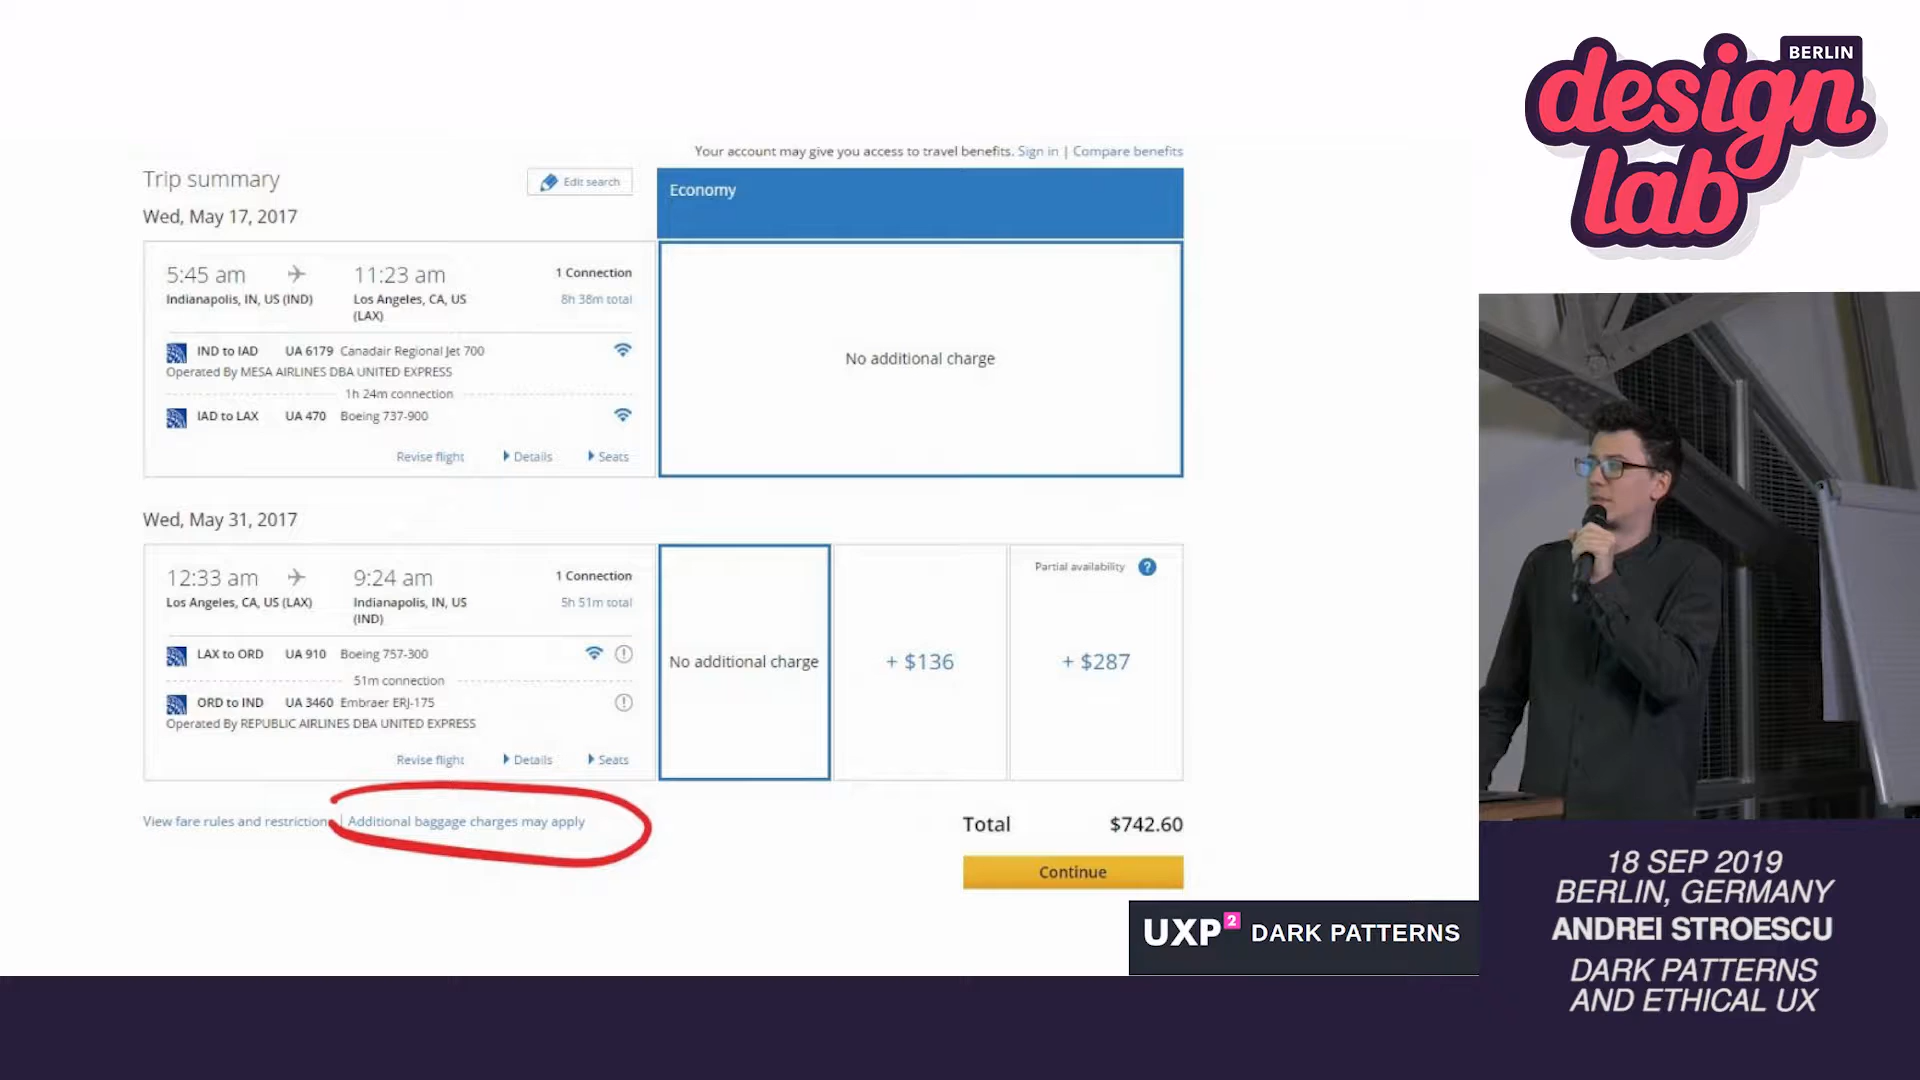 Your account may give you access to travel benefits. Sign in | Compare benefits
Trip summary
Edit search
Wed, May 17, 2017
Economy
5:45 am
11:23 am
1 Connection
Indianapolis, IN, US (IND)
Los Angeles, CA, US
(LAX)
8h 38m total
IND to IAD UA 6179 Canadair Regional Jet 700
Operated By MESA AIRLINES DBA UNITED EXPRESS
1h 24m connection
IAD to LAX UA 470 Boeing 737-900
Revise flight Details Seats
No additional charge
Wed, May 31, 2017
12:33 am
9:24 am
1 Connection
Los Angeles, CA, US (LAX)
Indianapolis, IN, US
(IND)
5h 51m total
LAX to ORD UA 910 Boeing 757-300
51m connection
ORD to IND UA 3460 Embraer ERJ-175
Operated By REPUBLIC AIRLINES DBA UNITED EXPRESS
Revise flight Details Seats
No additional charge
+ $136
Partial availability ?
+ $287
View fare rules and restriction | Additional baggage charges may apply
Total $742.60
Continue
UXP2 DARK PATTERNS
BERLIN
design
lab
18 SEP 2019
BERLIN, GERMANY
ANDREI STROESCU
DARK PATTERNS
AND ETHICAL UX